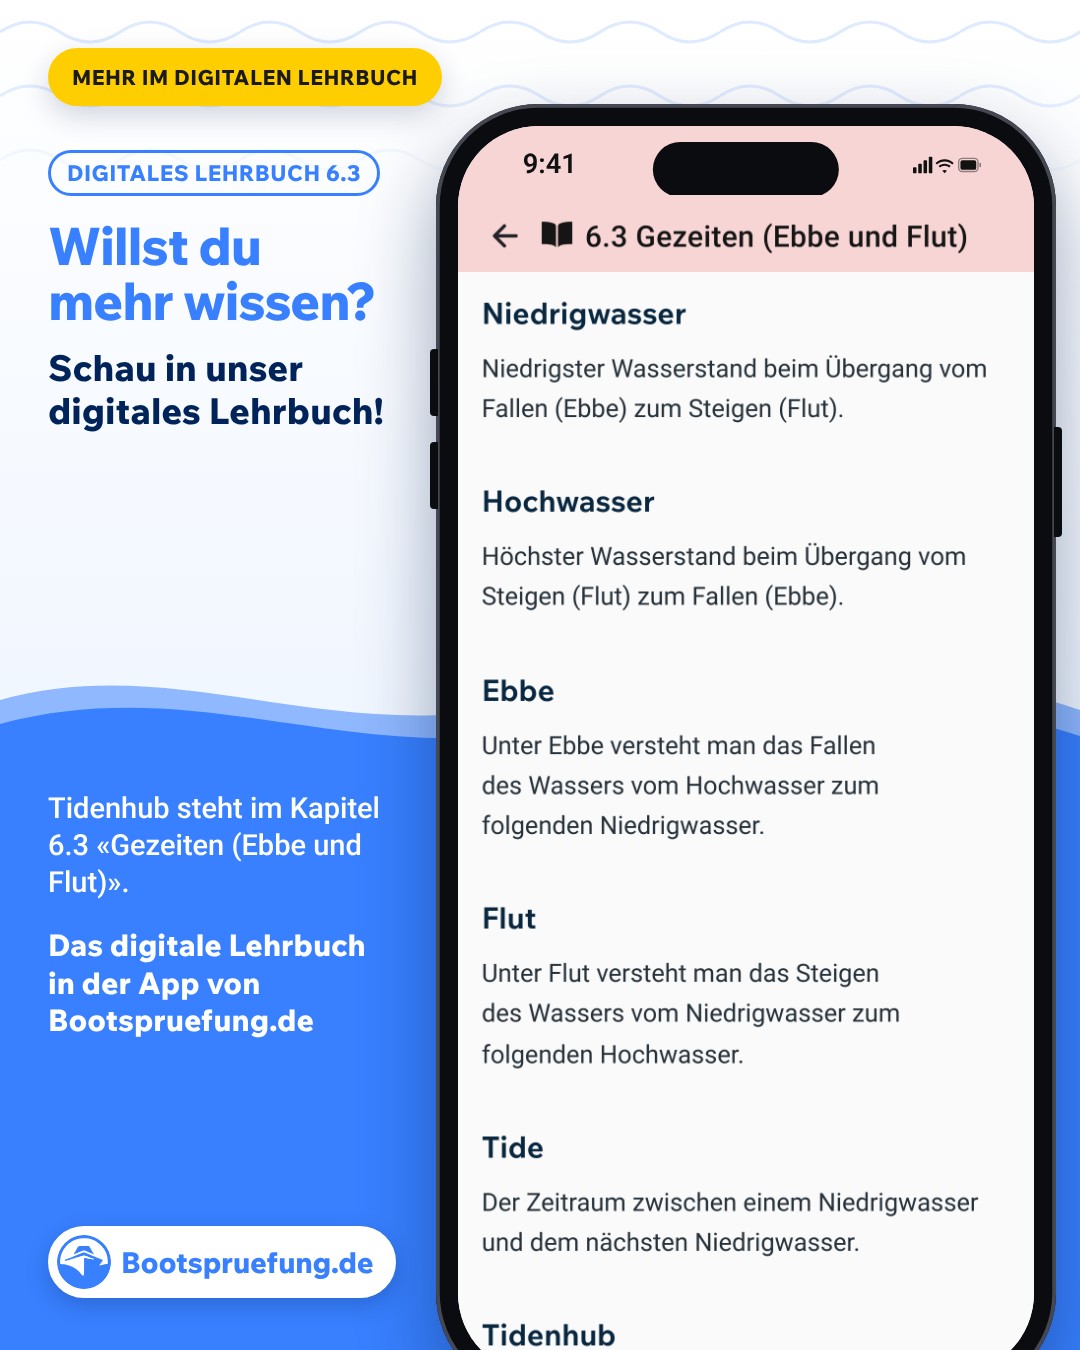 MEHR IM DIGITALEN LEHRBUCH
DIGITALES LEHRBUCH 6.3
Willst du
mehr wissen?
Schau in unser
digitales Lehrbuch!
Tidenhub steht im Kapitel
6.3 «Gezeiten (Ebbe und
Flut)».
Das digitale Lehrbuch
in der App von
Bootspruefung.de
Bootspruefung.de
9:41
6.3 Gezeiten (Ebbe und Flut)
Niedrigwasser
Niedrigster Wasserstand beim Übergang vom
Fallen (Ebbe) zum Steigen (Flut).
Hochwasser
Höchster Wasserstand beim Übergang vom
Steigen (Flut) zum Fallen (Ebbe).
Ebbe
Unter Ebbe versteht man das Fallen
des Wassers vom Hochwasser zum
folgenden Niedrigwasser.
Flut
Unter Flut versteht man das Steigen
des Wassers vom Niedrigwasser zum
folgenden Hochwasser.
Tide
Der Zeitraum zwischen einem Niedrigwasser
und dem nächsten Niedrigwasser.
Tidenhub